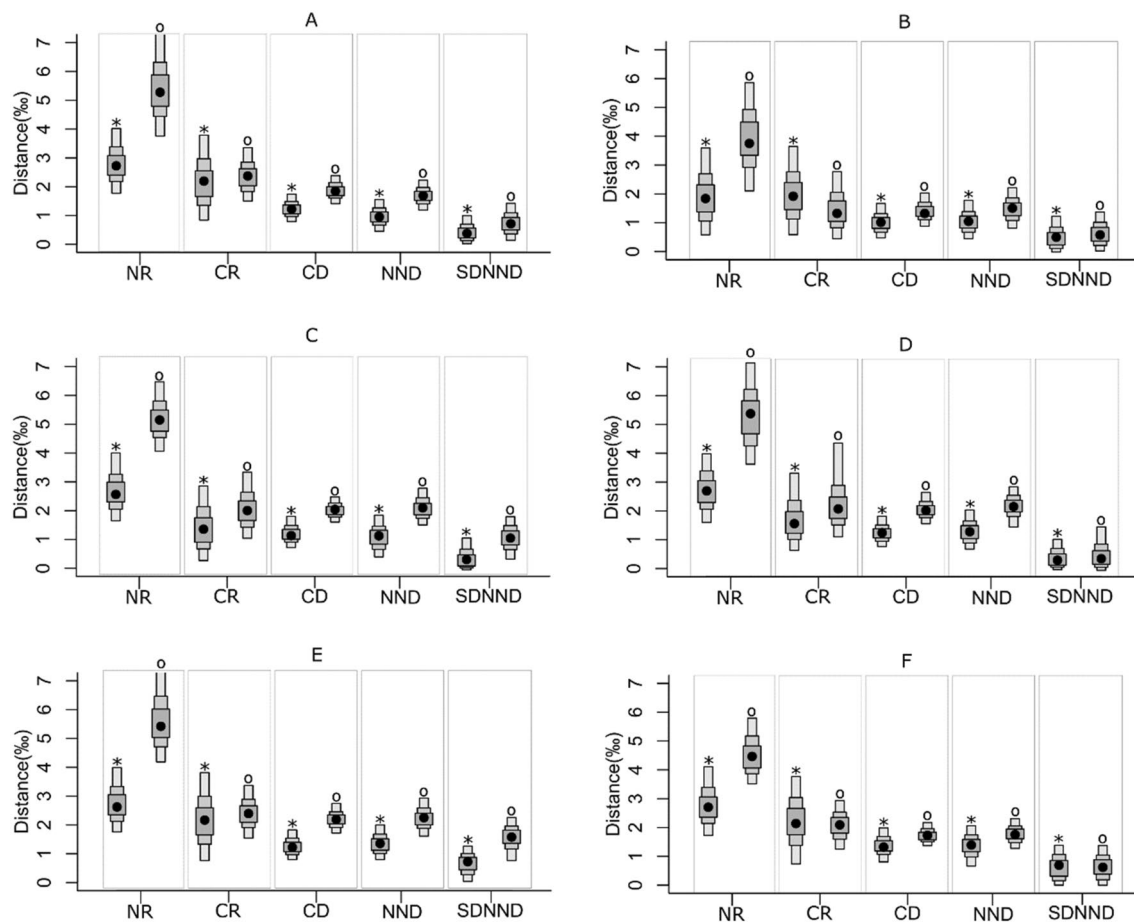 A
Distance(‰)
7
6
5
4
3
2
1
0
* o * o * o * o * o
NR CR CD NND SDNND
B
Distance(‰)
7
6
5
4
3
2
1
0
* o * o * o * o * o
NR CR CD NND SDNND
C
Distance(‰)
7
6
5
4
3
2
1
0
* o * o * o * o * o
NR CR CD NND SDNND
D
Distance(‰)
7
6
5
4
3
2
1
0
* o * o * o * o * o
NR CR CD NND SDNND
E
Distance(‰)
7
6
5
4
3
2
1
0
* o * o * o * o * o
NR CR CD NND SDNND
F
Distance(‰)
7
6
5
4
3
2
1
0
* o * o * o * o * o
NR CR CD NND SDNND